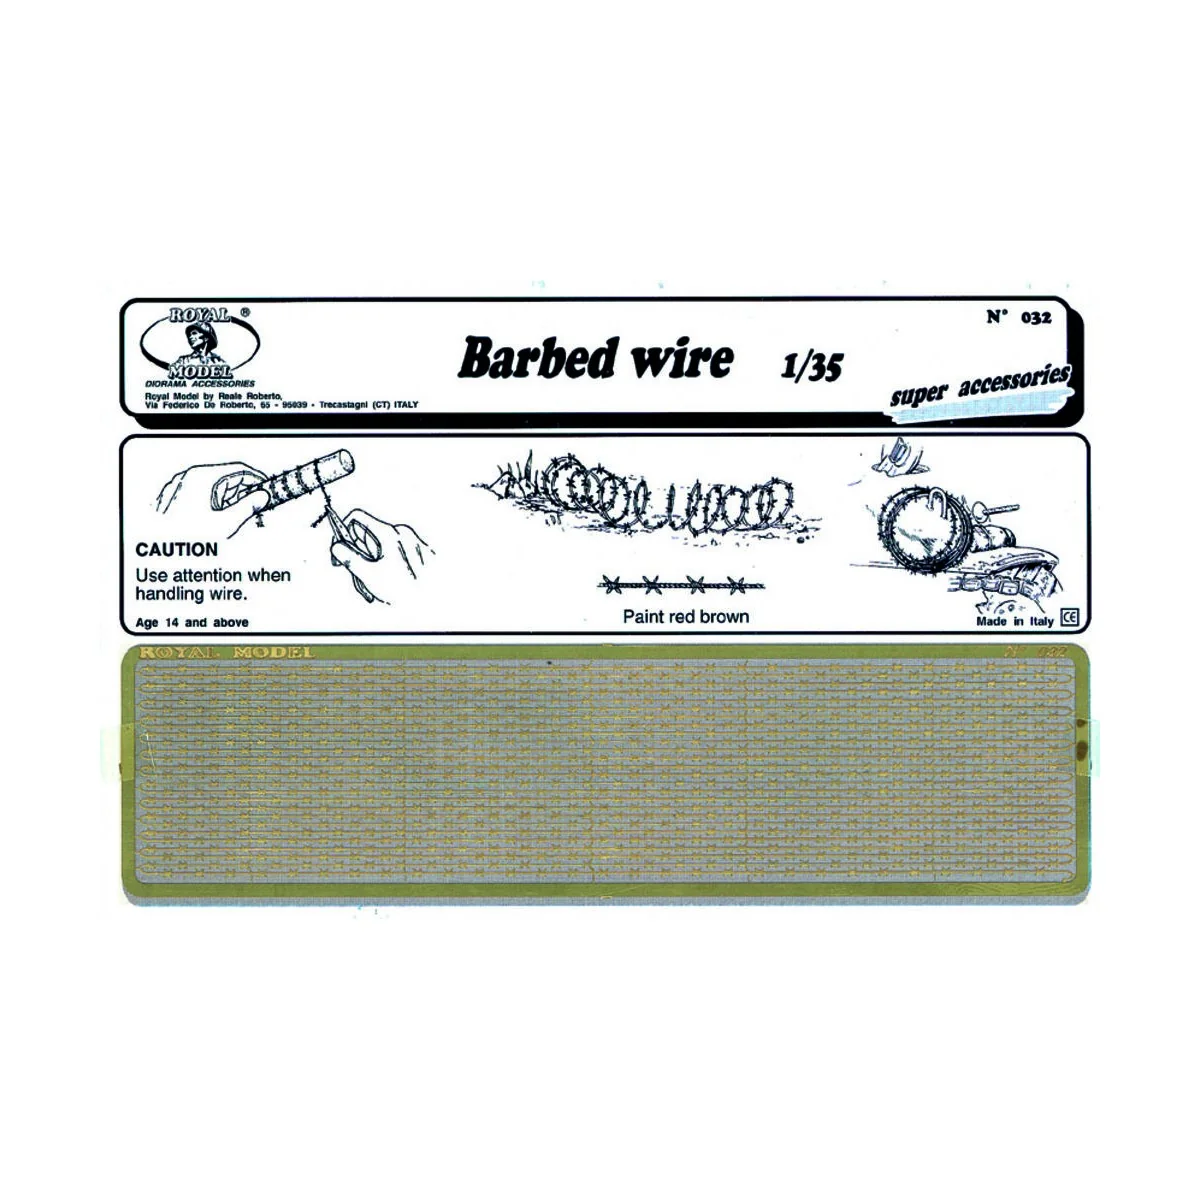 ROYAL ®
MODEL
DIORAMA ACCESSORIES
Royal Model by Reale Roberto,
Via Federico De Roberto, 65 - 95039 - Trecastagni (CT) ITALY
Barbed wire 1/35
N° 032
super accessories
CAUTION
Use attention when
handling wire.
Age 14 and above
Paint red brown
Made in Italy CE
ROYAL MODEL N° 032